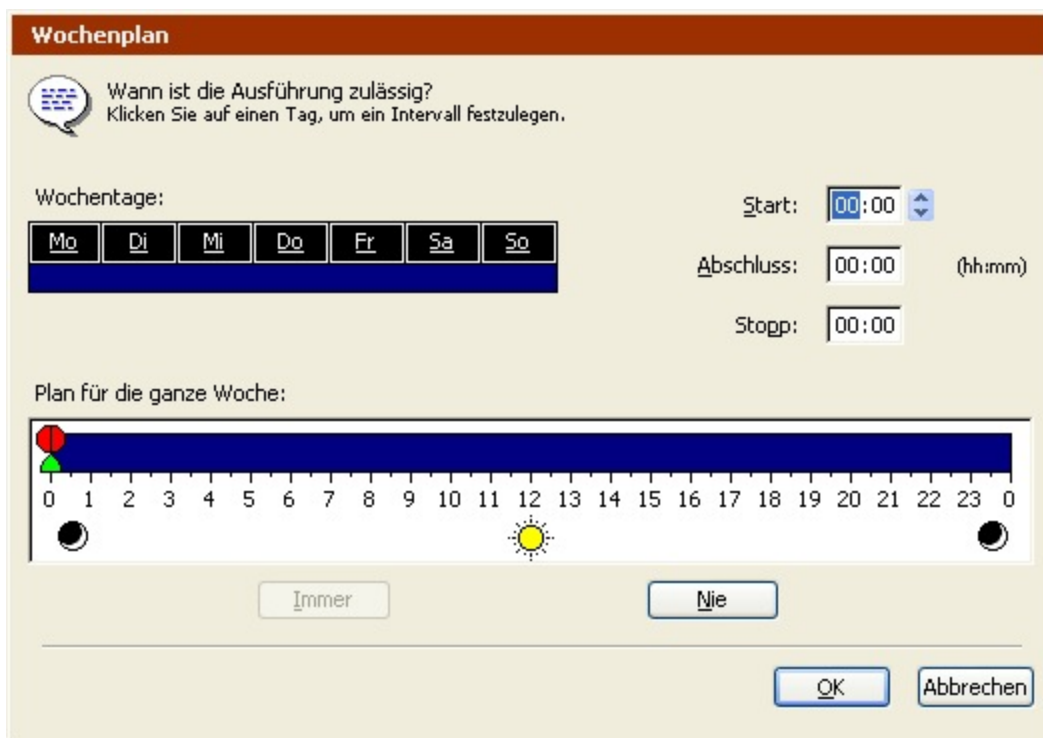 Wochenplan
Wann ist die Ausführung zulässig?
Klicken Sie auf einen Tag, um ein Intervall festzulegen.
Wochentage:
Mo Di Mi Do Fr Sa So
Start: 00:00
Abschluss: 00:00 (hh:mm)
Stopp: 00:00
Plan für die ganze Woche:
0 1 2 3 4 5 6 7 8 9 10 11 12 13 14 15 16 17 18 19 20 21 22 23 0
Immer Nie
OK Abbrechen